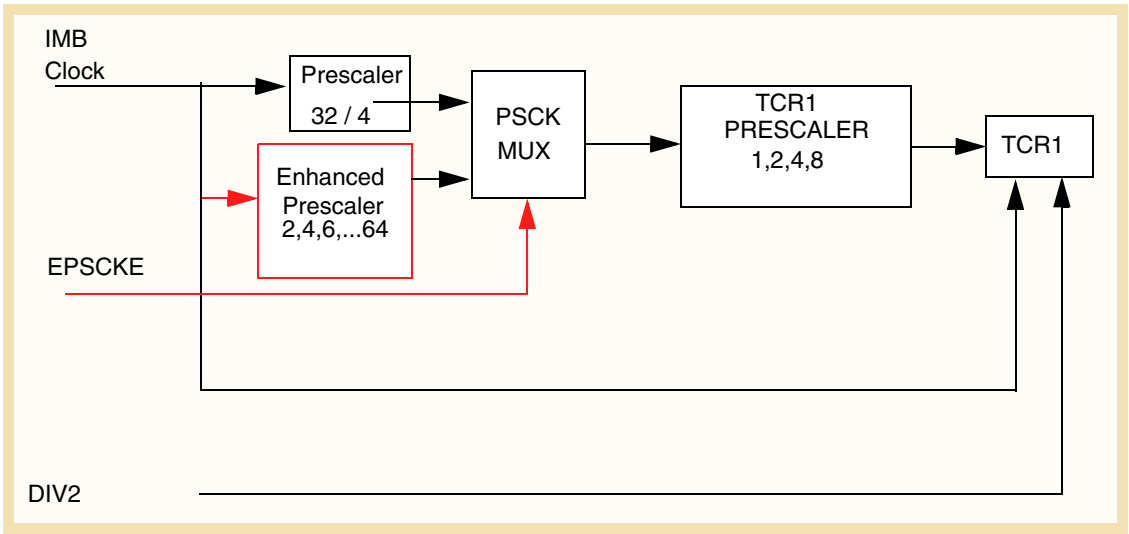 IMB
Clock
Prescaler
32 / 4
PSCK
MUX
TCR1
PRESCALER
1,2,4,8
TCR1
Enhanced
Prescaler
2,4,6,...64
EPSCKE
DIV2